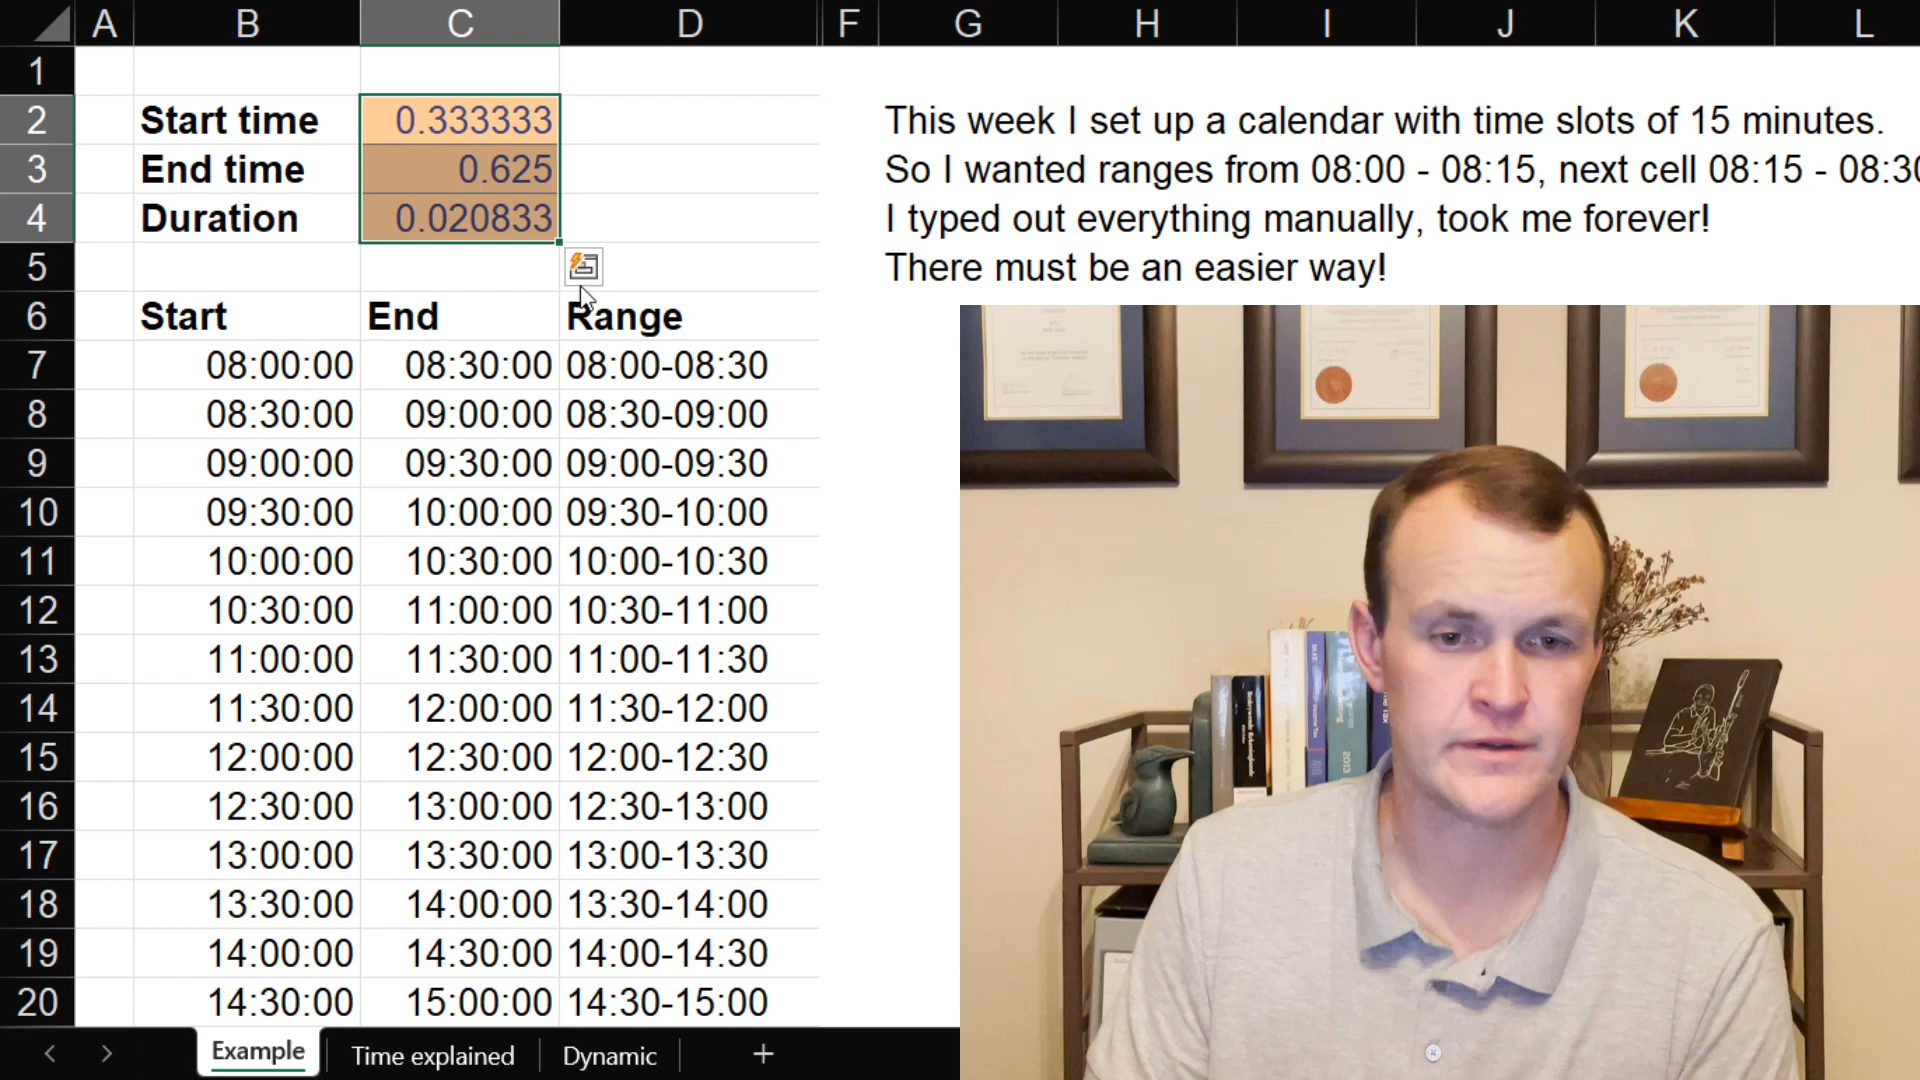 A B C D F G H I J K L
1
2 Start time 0.333333 This week I set up a calendar with time slots of 15 minutes.
3 End time 0.625 So I wanted ranges from 08:00 - 08:15, next cell 08:15 - 08:30
4 Duration 0.020833 I typed out everything manually, took me forever!
5 There must be an easier way!
6 Start End Range
7 08:00:00 08:30:00 08:00-08:30
8 08:30:00 09:00:00 08:30-09:00
9 09:00:00 09:30:00 09:00-09:30
10 09:30:00 10:00:00 09:30-10:00
11 10:00:00 10:30:00 10:00-10:30
12 10:30:00 11:00:00 10:30-11:00
13 11:00:00 11:30:00 11:00-11:30
14 11:30:00 12:00:00 11:30-12:00
15 12:00:00 12:30:00 12:00-12:30
16 12:30:00 13:00:00 12:30-13:00
17 13:00:00 13:30:00 13:00-13:30
18 13:30:00 14:00:00 13:30-14:00
19 14:00:00 14:30:00 14:00-14:30
20 14:30:00 15:00:00 14:30-15:00
Example Time explained Dynamic +
2013